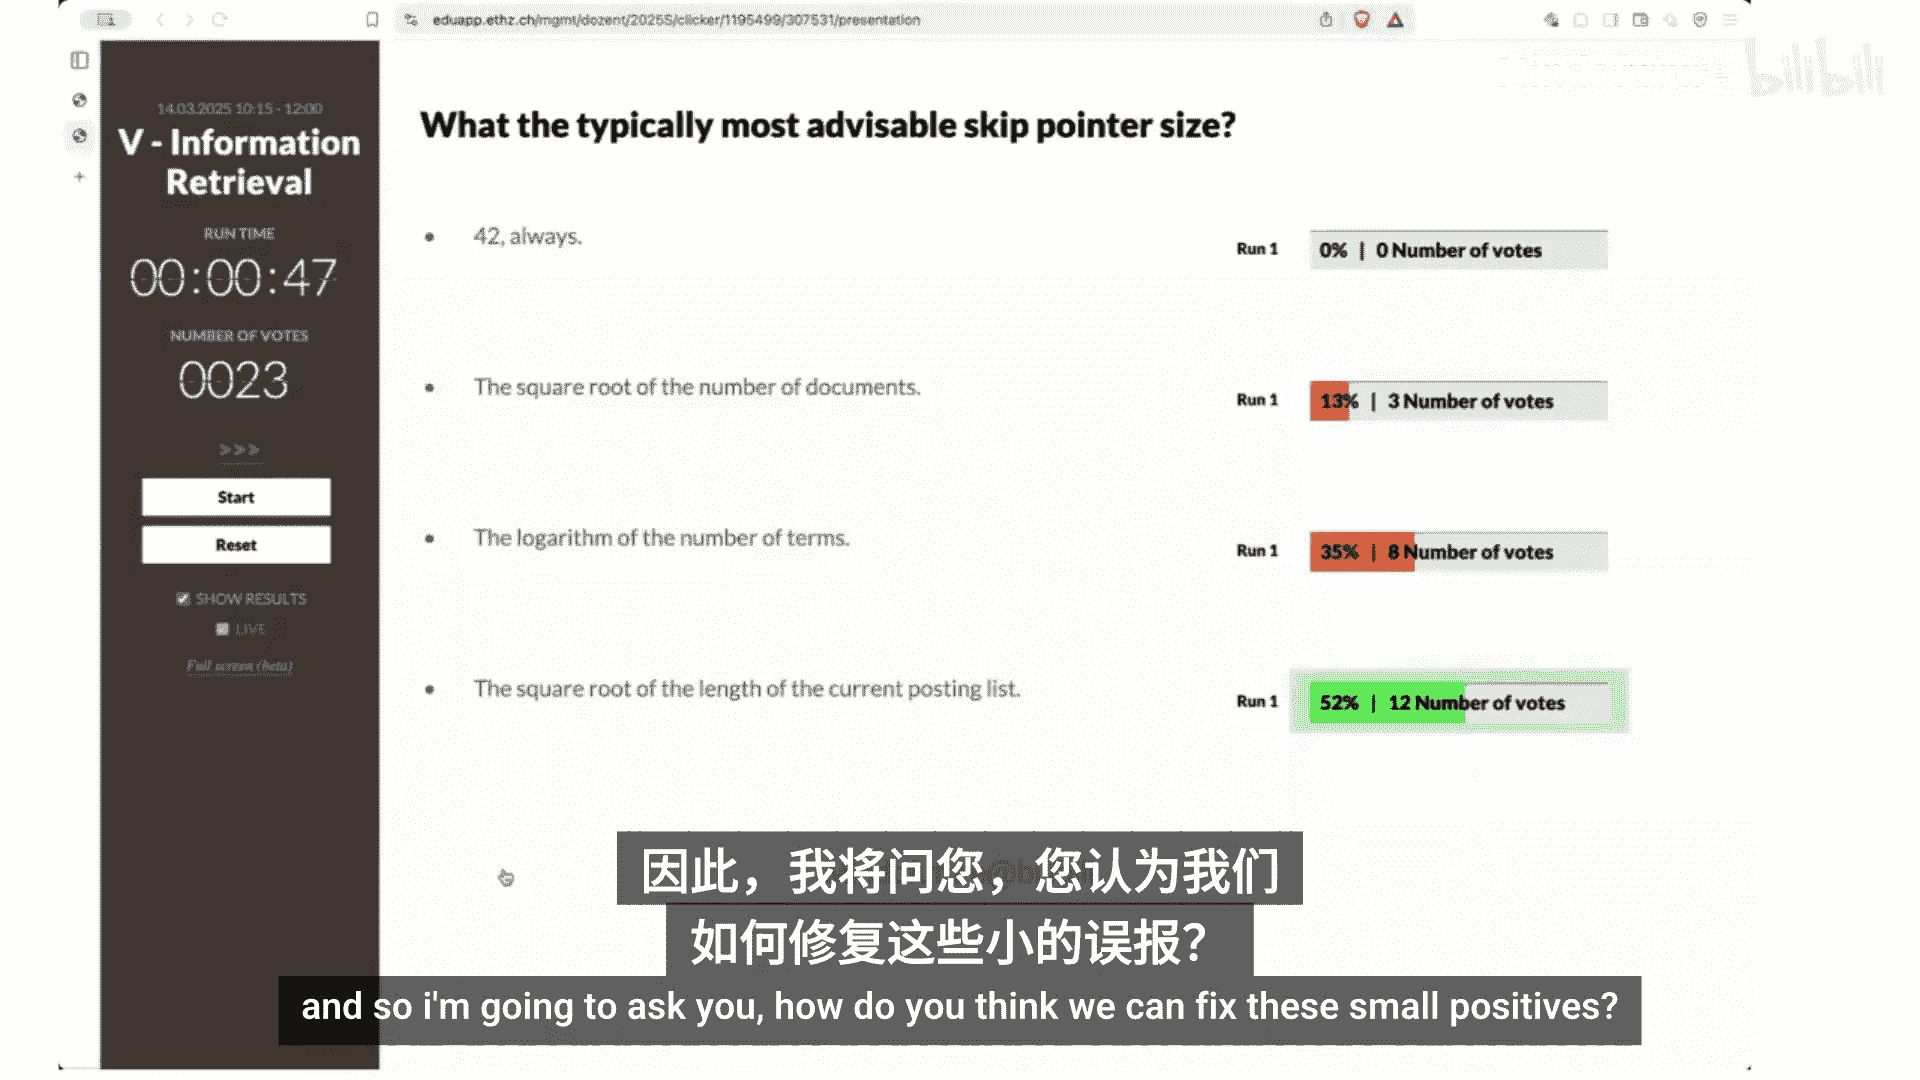 eduapp.ethz.ch/mgmt/dozent/2025S/clicker/1195499/307531/presentation
bilibili
14.03.2025 10:15 - 12:00
V - Information
Retrieval
RUN TIME
00:00:47
NUMBER OF VOTES
0023
>>>
Start
Reset
SHOW RESULTS
LIVE
Full screen (beta)
What the typically most advisable skip pointer size?
42, always.
Run 1
0% | 0 Number of votes
The square root of the number of documents.
Run 1
13% | 3 Number of votes
The logarithm of the number of terms.
Run 1
35% | 8 Number of votes
The square root of the length of the current posting list.
Run 1
52% | 12 Number of votes
因此，我将问您，您认为我们
如何修复这些小的误报？
and so i'm going to ask you, how do you think we can fix these small positives?